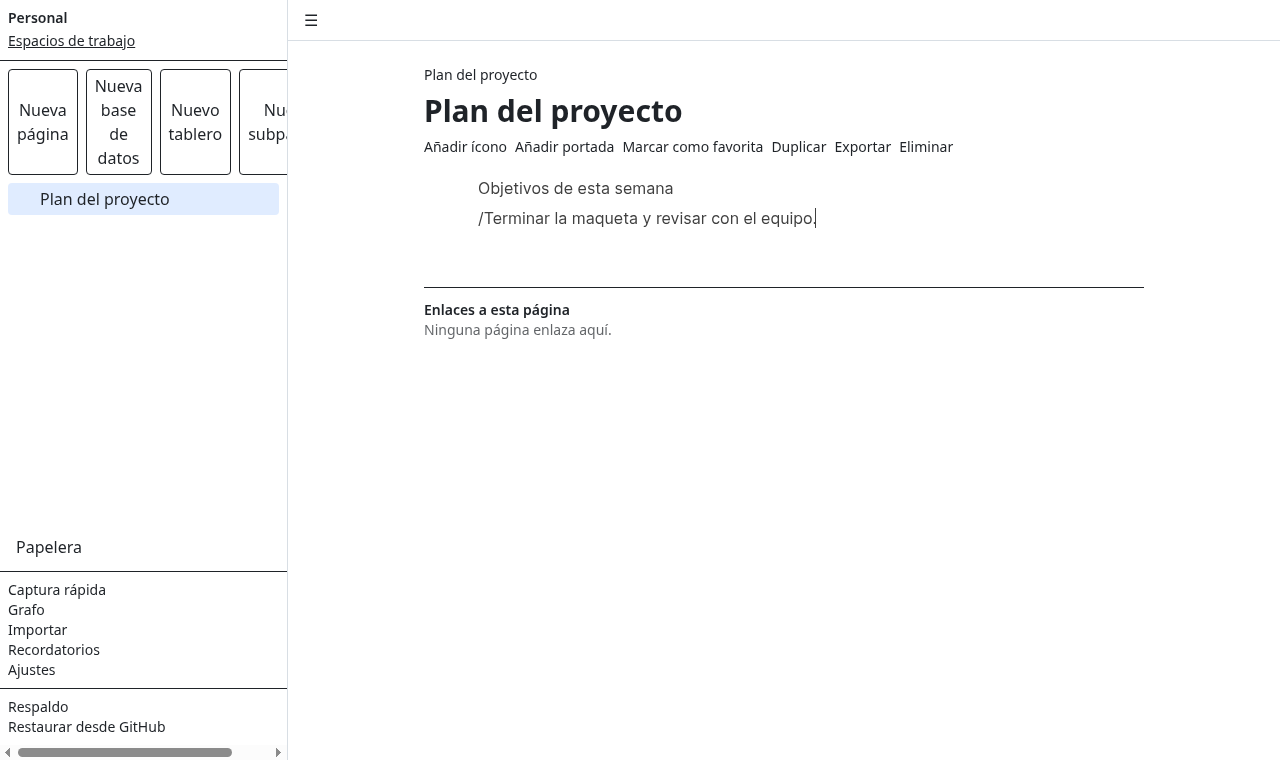 Personal
Espacios de trabajo
Nueva
página
Nueva
base
de
datos
Nuevo
tablero
Plan del proyecto
Papelera
Captura rápida
Grafo
Importar
Recordatorios
Ajustes
Respaldo
Restaurar desde GitHub
☰
Plan del proyecto
Plan del proyecto
Añadir ícono Añadir portada Marcar como favorita Duplicar Exportar Eliminar
Objetivos de esta semana
/Terminar la maqueta y revisar con el equipo.
Enlaces a esta página
Ninguna página enlaza aquí.